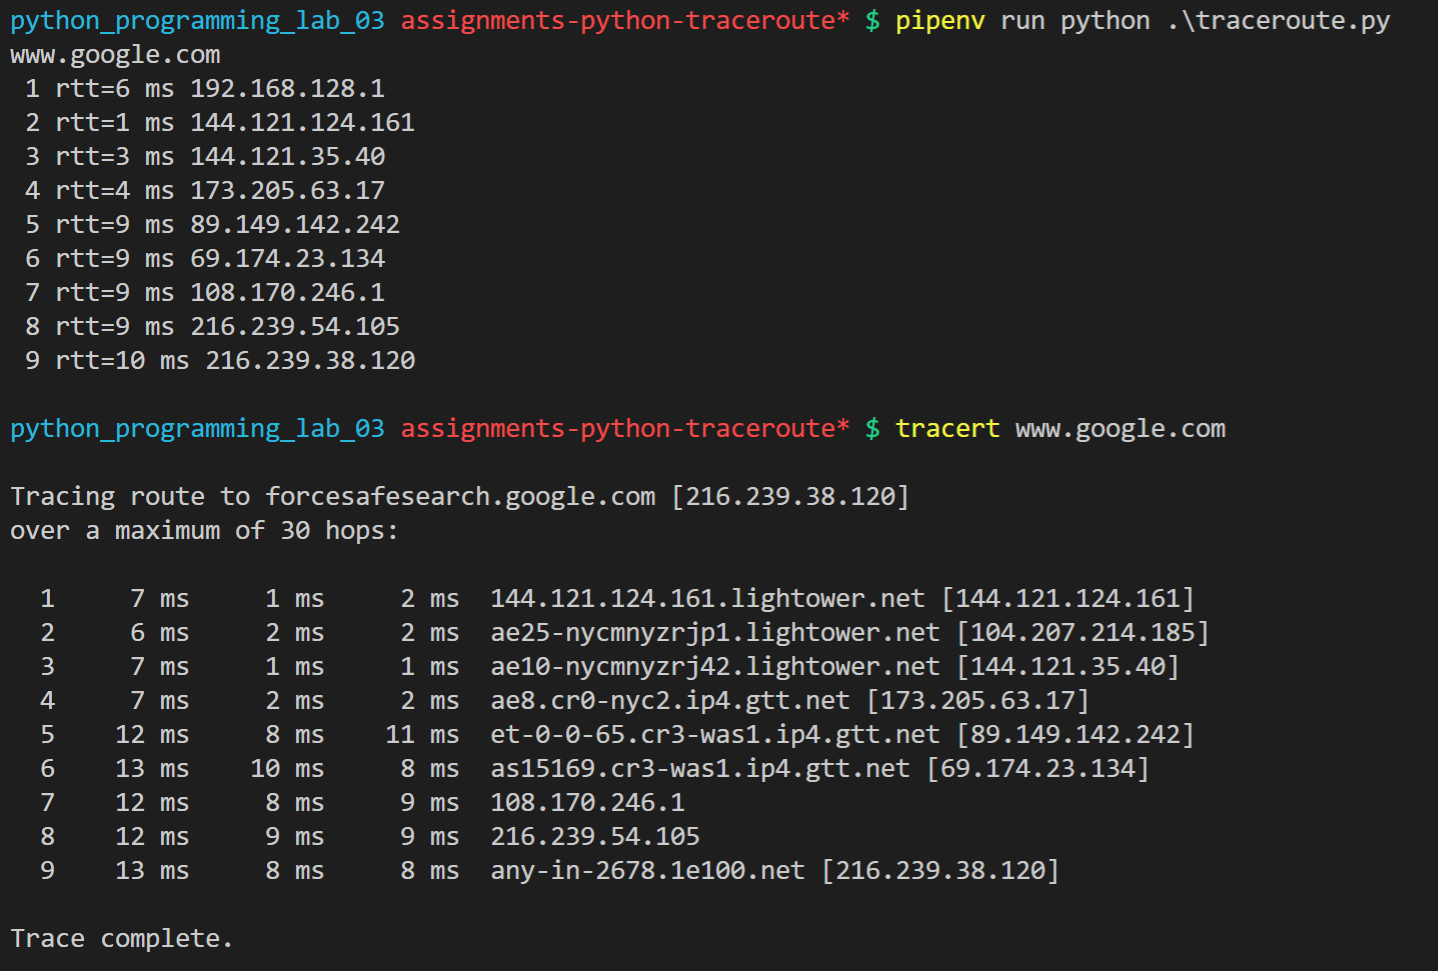 python_programming_lab_03 assignments-python-traceroute* $ pipenv run python .\traceroute.py
www.google.com
1 rtt=6 ms 192.168.128.1
2 rtt=1 ms 144.121.124.161
3 rtt=3 ms 144.121.35.40
4 rtt=4 ms 173.205.63.17
5 rtt=9 ms 89.149.142.242
6 rtt=9 ms 69.174.23.134
7 rtt=9 ms 108.170.246.1
8 rtt=9 ms 216.239.54.105
9 rtt=10 ms 216.239.38.120
python_programming_lab_03 assignments-python-traceroute* $ tracert www.google.com
Tracing route to forcesafesearch.google.com [216.239.38.120]
over a maximum of 30 hops:
1 7 ms 1 ms 2 ms 144.121.124.161.lightower.net [144.121.124.161]
2 6 ms 2 ms 2 ms ae25-nycmnyzrjp1.lightower.net [104.207.214.185]
3 7 ms 1 ms 1 ms ae10-nycmnyzrj42.lightower.net [144.121.35.40]
4 7 ms 2 ms 2 ms ae8.cr0-nyc2.ip4.gtt.net [173.205.63.17]
5 12 ms 8 ms 11 ms et-0-0-65.cr3-was1.ip4.gtt.net [89.149.142.242]
6 13 ms 10 ms 8 ms as15169.cr3-was1.ip4.gtt.net [69.174.23.134]
7 12 ms 8 ms 9 ms 108.170.246.1
8 12 ms 9 ms 9 ms 216.239.54.105
9 13 ms 8 ms 8 ms any-in-2678.1e100.net [216.239.38.120]
Trace complete.